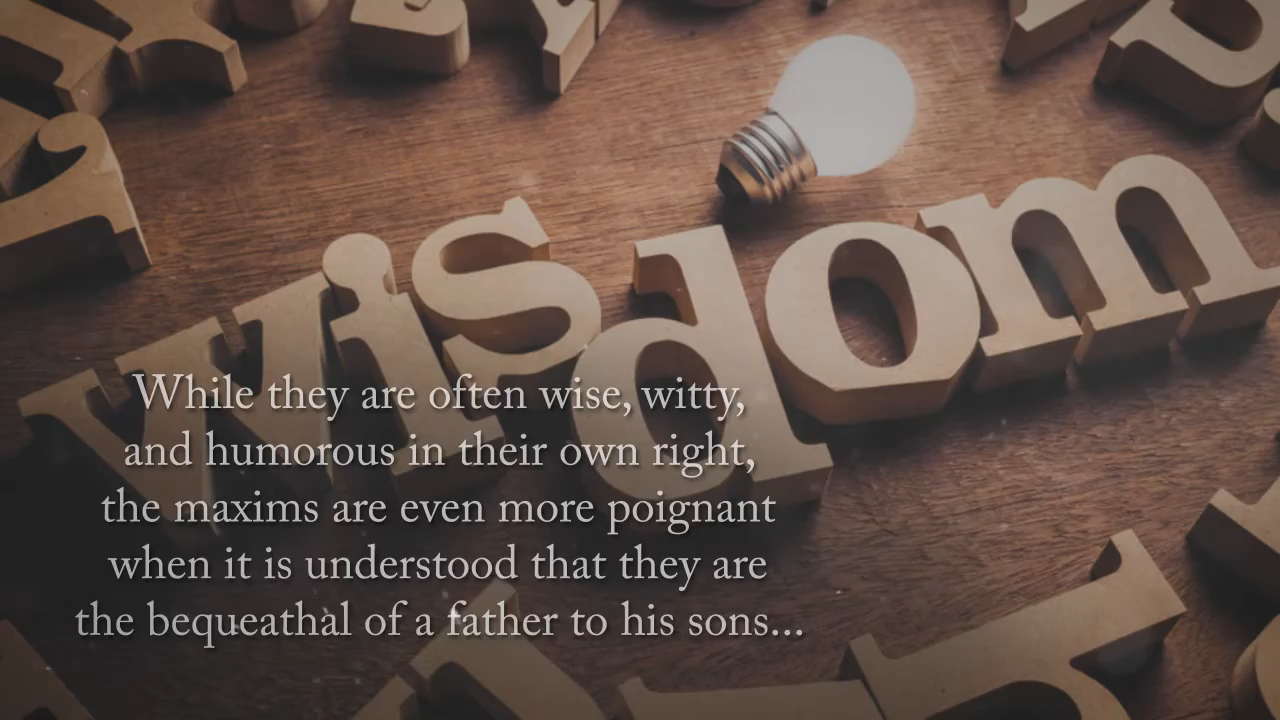 wisdom
While they are often wise, witty,
and humorous in their own right,
the maxims are even more poignant
when it is understood that they are
the bequeathal of a father to his sons...